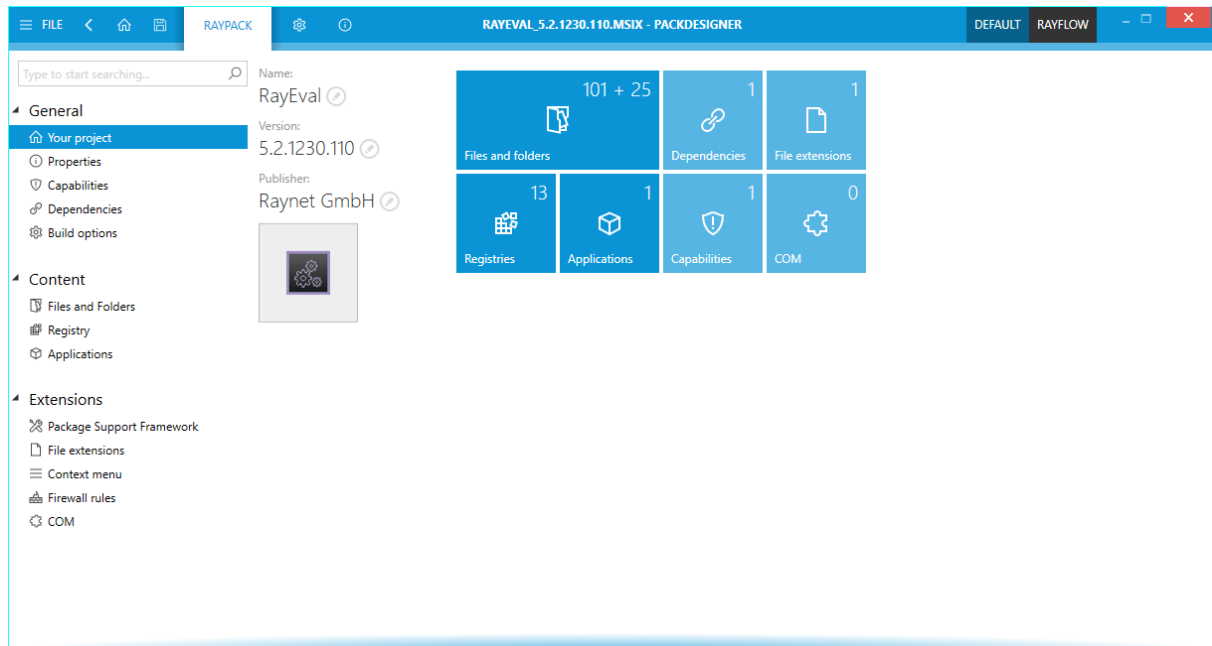 FILE
RAYPACK
RAYEVAL_5.2.1230.110.MSIX - PACKDESIGNER
DEFAULT
RAYFLOW
Type to start searching...
General
Your project
Properties
Capabilities
Dependencies
Build options
Content
Files and Folders
Registry
Applications
Extensions
Package Support Framework
File extensions
Context menu
Firewall rules
COM
Name:
RayEval
Version:
5.2.1230.110
Publisher:
Raynet GmbH
101 + 25
Files and folders
1
Dependencies
1
File extensions
13
Registries
1
Applications
1
Capabilities
0
COM